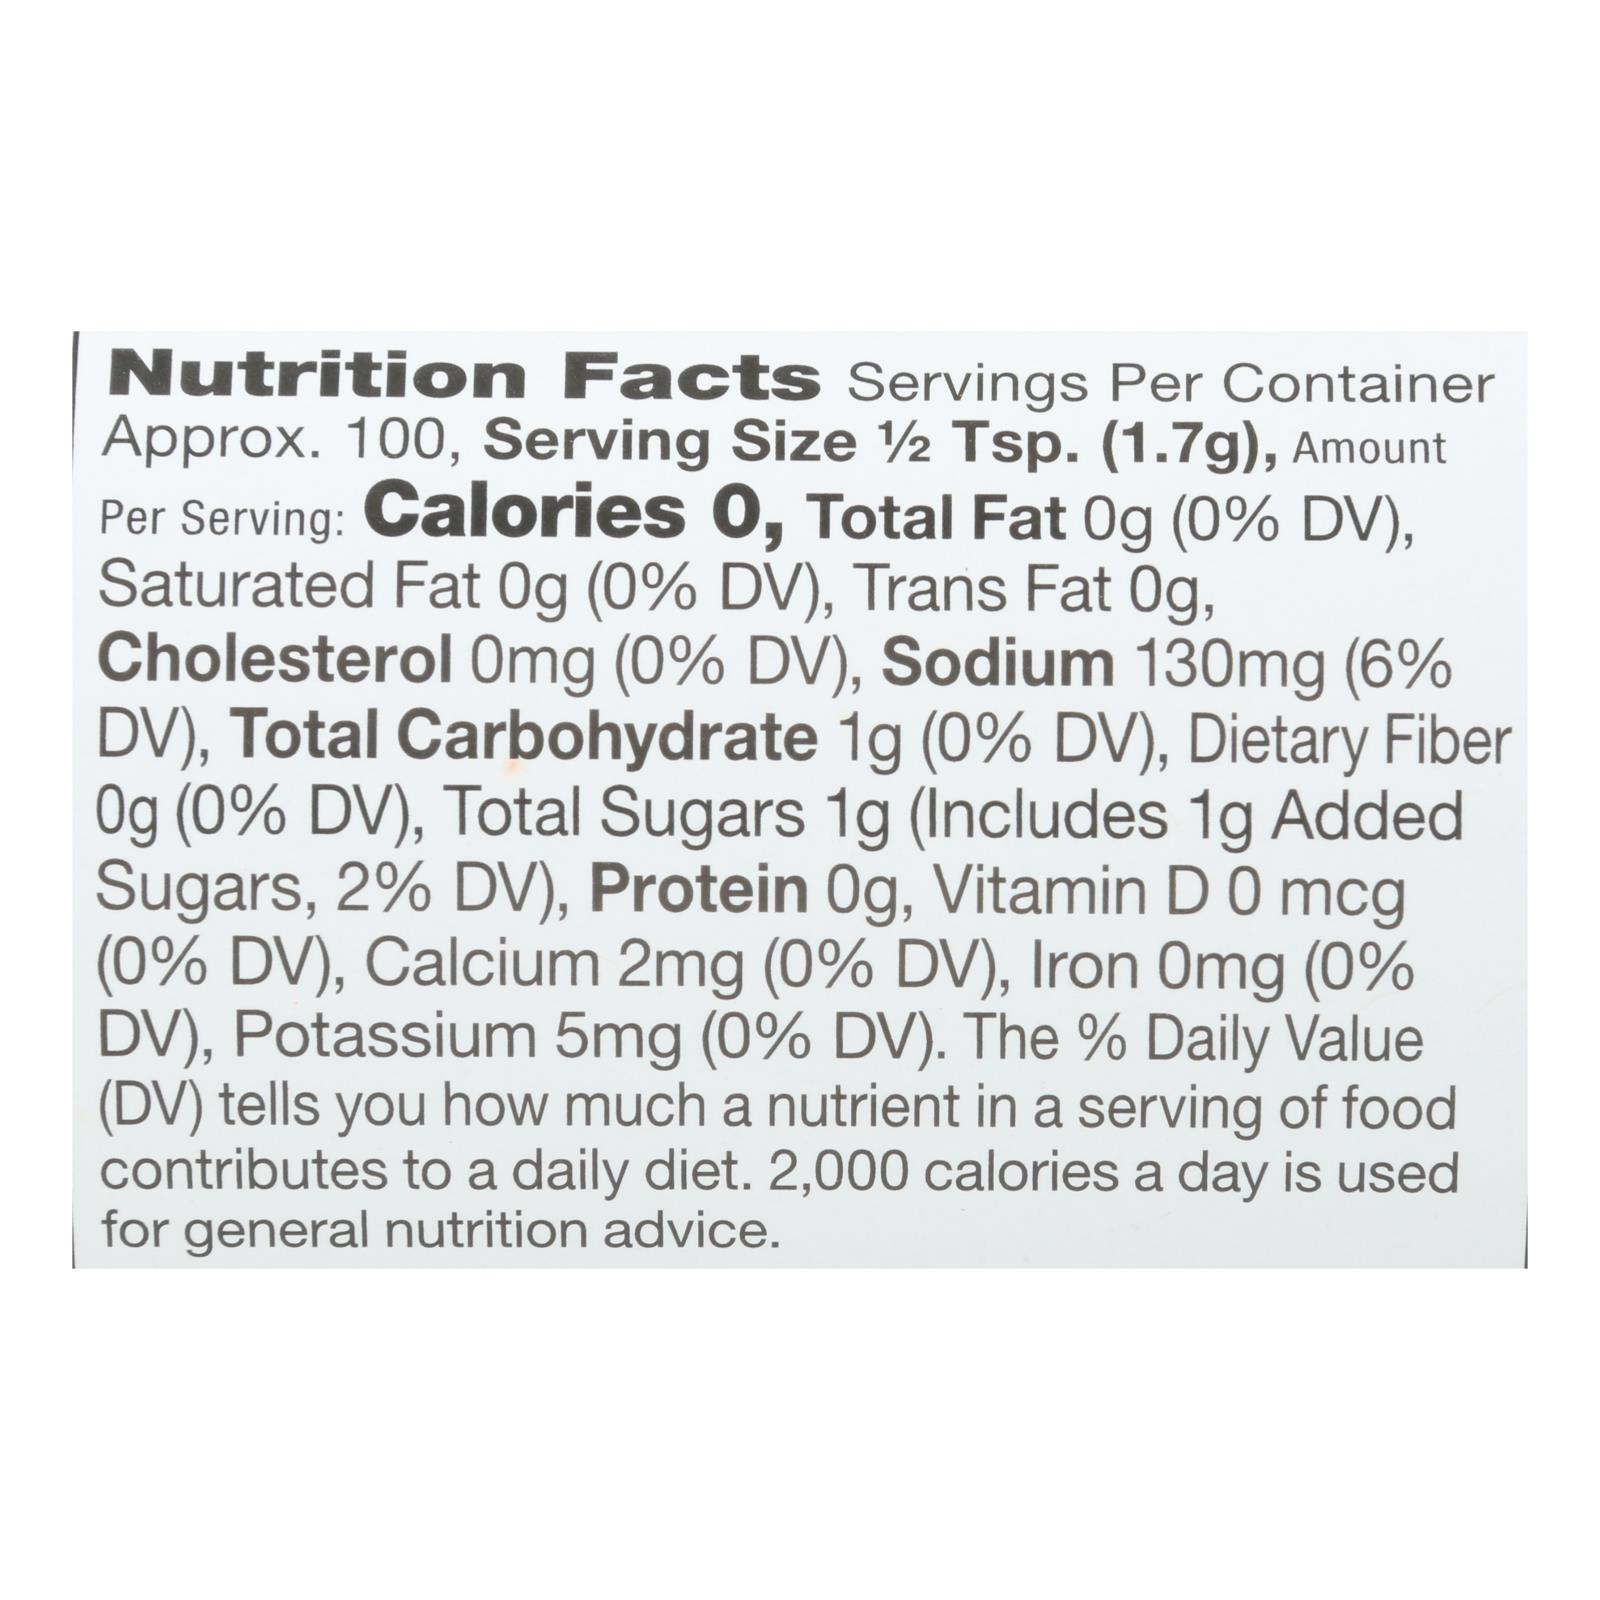 Nutrition Facts Servings Per Container
Approx. 100, Serving Size ½ Tsp. (1.7g), Amount
Per Serving: Calories 0, Total Fat 0g (0% DV),
Saturated Fat 0g (0% DV), Trans Fat 0g,
Cholesterol 0mg (0% DV), Sodium 130mg (6%
DV), Total Carbohydrate 1g (0% DV), Dietary Fiber
0g (0% DV), Total Sugars 1g (Includes 1g Added
Sugars, 2% DV), Protein 0g, Vitamin D 0 mcg
(0% DV), Calcium 2mg (0% DV), Iron 0mg (0%
DV), Potassium 5mg (0% DV). The % Daily Value
(DV) tells you how much a nutrient in a serving of food
contributes to a daily diet. 2,000 calories a day is used
for general nutrition advice.